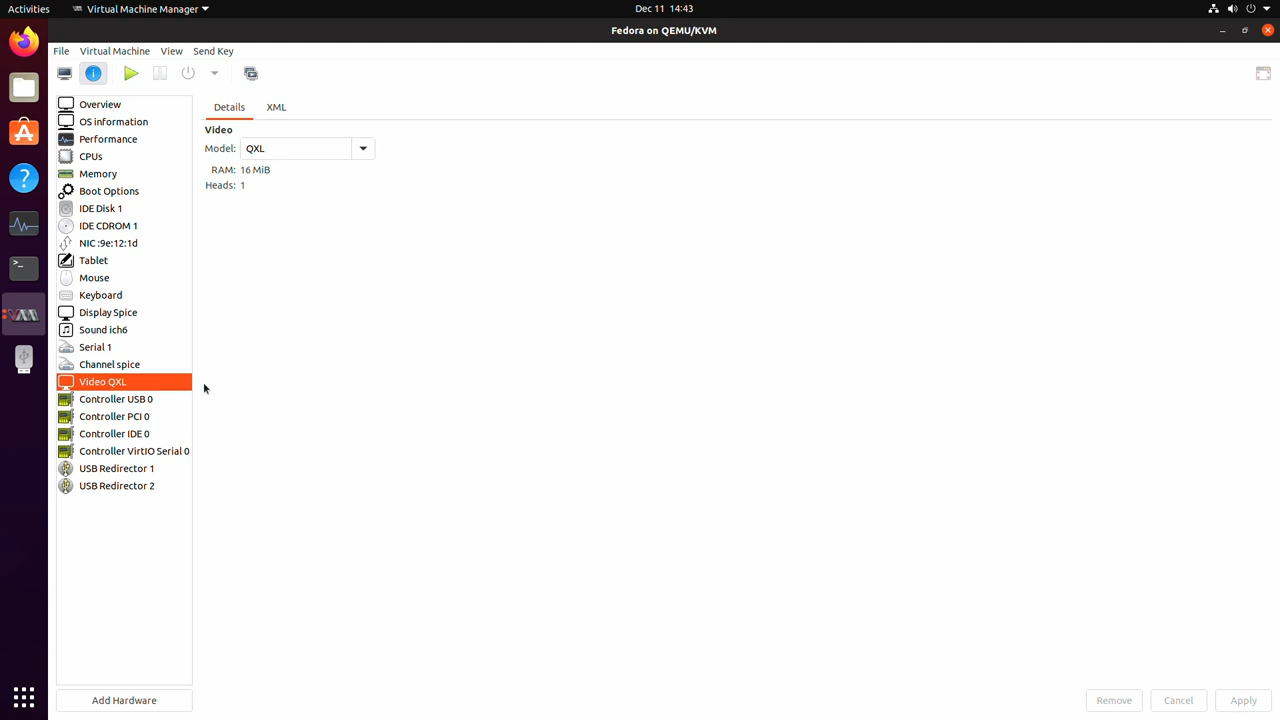 Activities Virtual Machine Manager Dec 11 14:43
Fedora on QEMU/KVM
File Virtual Machine View Send Key
Overview
OS information
Performance
CPUs
Memory
Boot Options
IDE Disk 1
IDE CDROM 1
NIC :9e:12:1d
Tablet
Mouse
Keyboard
Display Spice
Sound ich6
Serial 1
Channel spice
Video QXL
Controller USB 0
Controller PCI 0
Controller IDE 0
Controller VirtIO Serial 0
USB Redirector 1
USB Redirector 2
Add Hardware
Details XML
Video
Model: QXL
RAM: 16 MiB
Heads: 1
Remove Cancel Apply